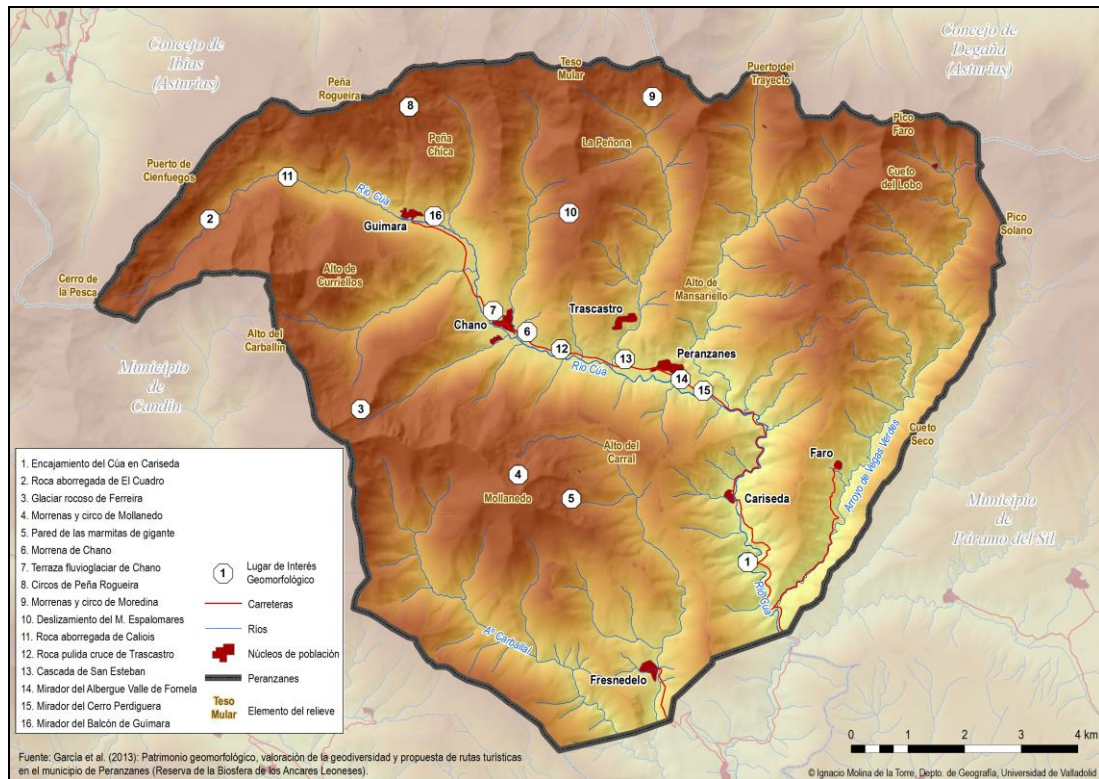 Concejo de
Ibias
(Asturias)
Concejo de
Degaña
(Asturias)
Teso
Mular
Puerto del
Trayecto
Peña
Rogueira
8
9
Pico
Faro
Peña
Chica
La Peñona
Puerto de
Cienfuegos
11
Cueto
del Lobo
Río Cúa
2
16
10
Guimara
Pico
Solano
Cerro de
la Pesca
Alto de
Curriellos
Alto de
Mansariello
7
Trascastro
Chano
6
Alto del
Carballín
12
13
Peranzanes
Río Cúa
14
15
Municipio
de
Candín
3
Cueto
Seco
Alto del
Carral
Faro
Arroyo de Vegas Verdes
4
Mollanedo
5
Cariseda
Municipio
de
Páramo del Sil
1
Río Cúa
Aº Carballal
Fresnedelo
1. Encajamiento del Cúa en Cariseda
2. Roca aborregada de El Cuadro
3. Glaciar rocoso de Ferreira
4. Morrenas y circo de Mollanedo
5. Pared de las marmitas de gigante
6. Morrena de Chano
7. Terraza fluvioglaciar de Chano
8. Circos de Peña Rogueira
9. Morrenas y circo de Moredina
10. Deslizamiento del M. Espalomares
11. Roca aborregada de Caliois
12. Roca pulida cruce de Trascastro
13. Cascada de San Esteban
14. Mirador del Albergue Valle de Fornela
15. Mirador del Cerro Perdiguera
16. Mirador del Balcón de Guimara
1 Lugar de Interés
Geomorfológico
Carreteras
Ríos
Núcleos de población
Peranzanes
Teso
Mular
Elemento del relieve
0 1 2 3 4 km
Fuente: García et al. (2013): Patrimonio geomorfológico, valoración de la geodiversidad y propuesta de rutas turísticas
en el municipio de Peranzanes (Reserva de la Biosfera de los Ancares Leoneses).
© Ignacio Molina de la Torre, Depto. de Geografía, Universidad de Valladolid